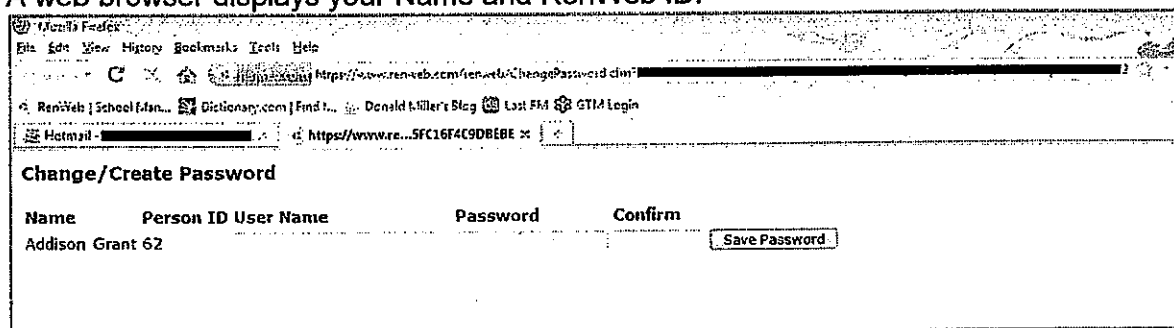 A web browser displays your Name and RenWeb ID.
Mozilla Firefox
File Edit View History Bookmarks Tools Help
https://www.renweb.com/renweb/ChangePassword.cfm?
RenWeb | School Man... Dictionary.com | Find t... Donald Miller's Blog Last FM GTM Login
Hotmail - https://www.re...5FC16F4C9DBEBE
Change/Create Password
Name Person ID User Name Password Confirm
Addison Grant 62 Save Password